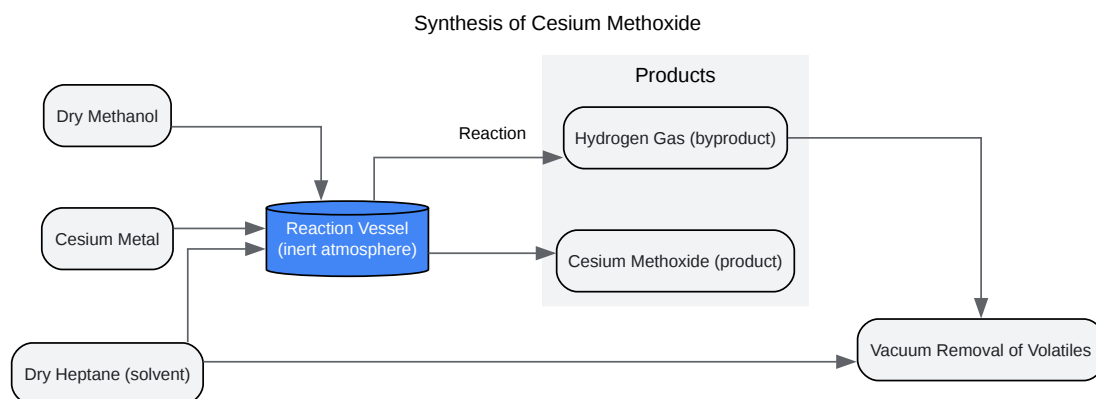 Synthesis of Cesium Methoxide
Products
Dry Methanol
Reaction
Hydrogen Gas (byproduct)
Cesium Metal
Reaction Vessel
(inert atmosphere)
Cesium Methoxide (product)
Dry Heptane (solvent)
Vacuum Removal of Volatiles